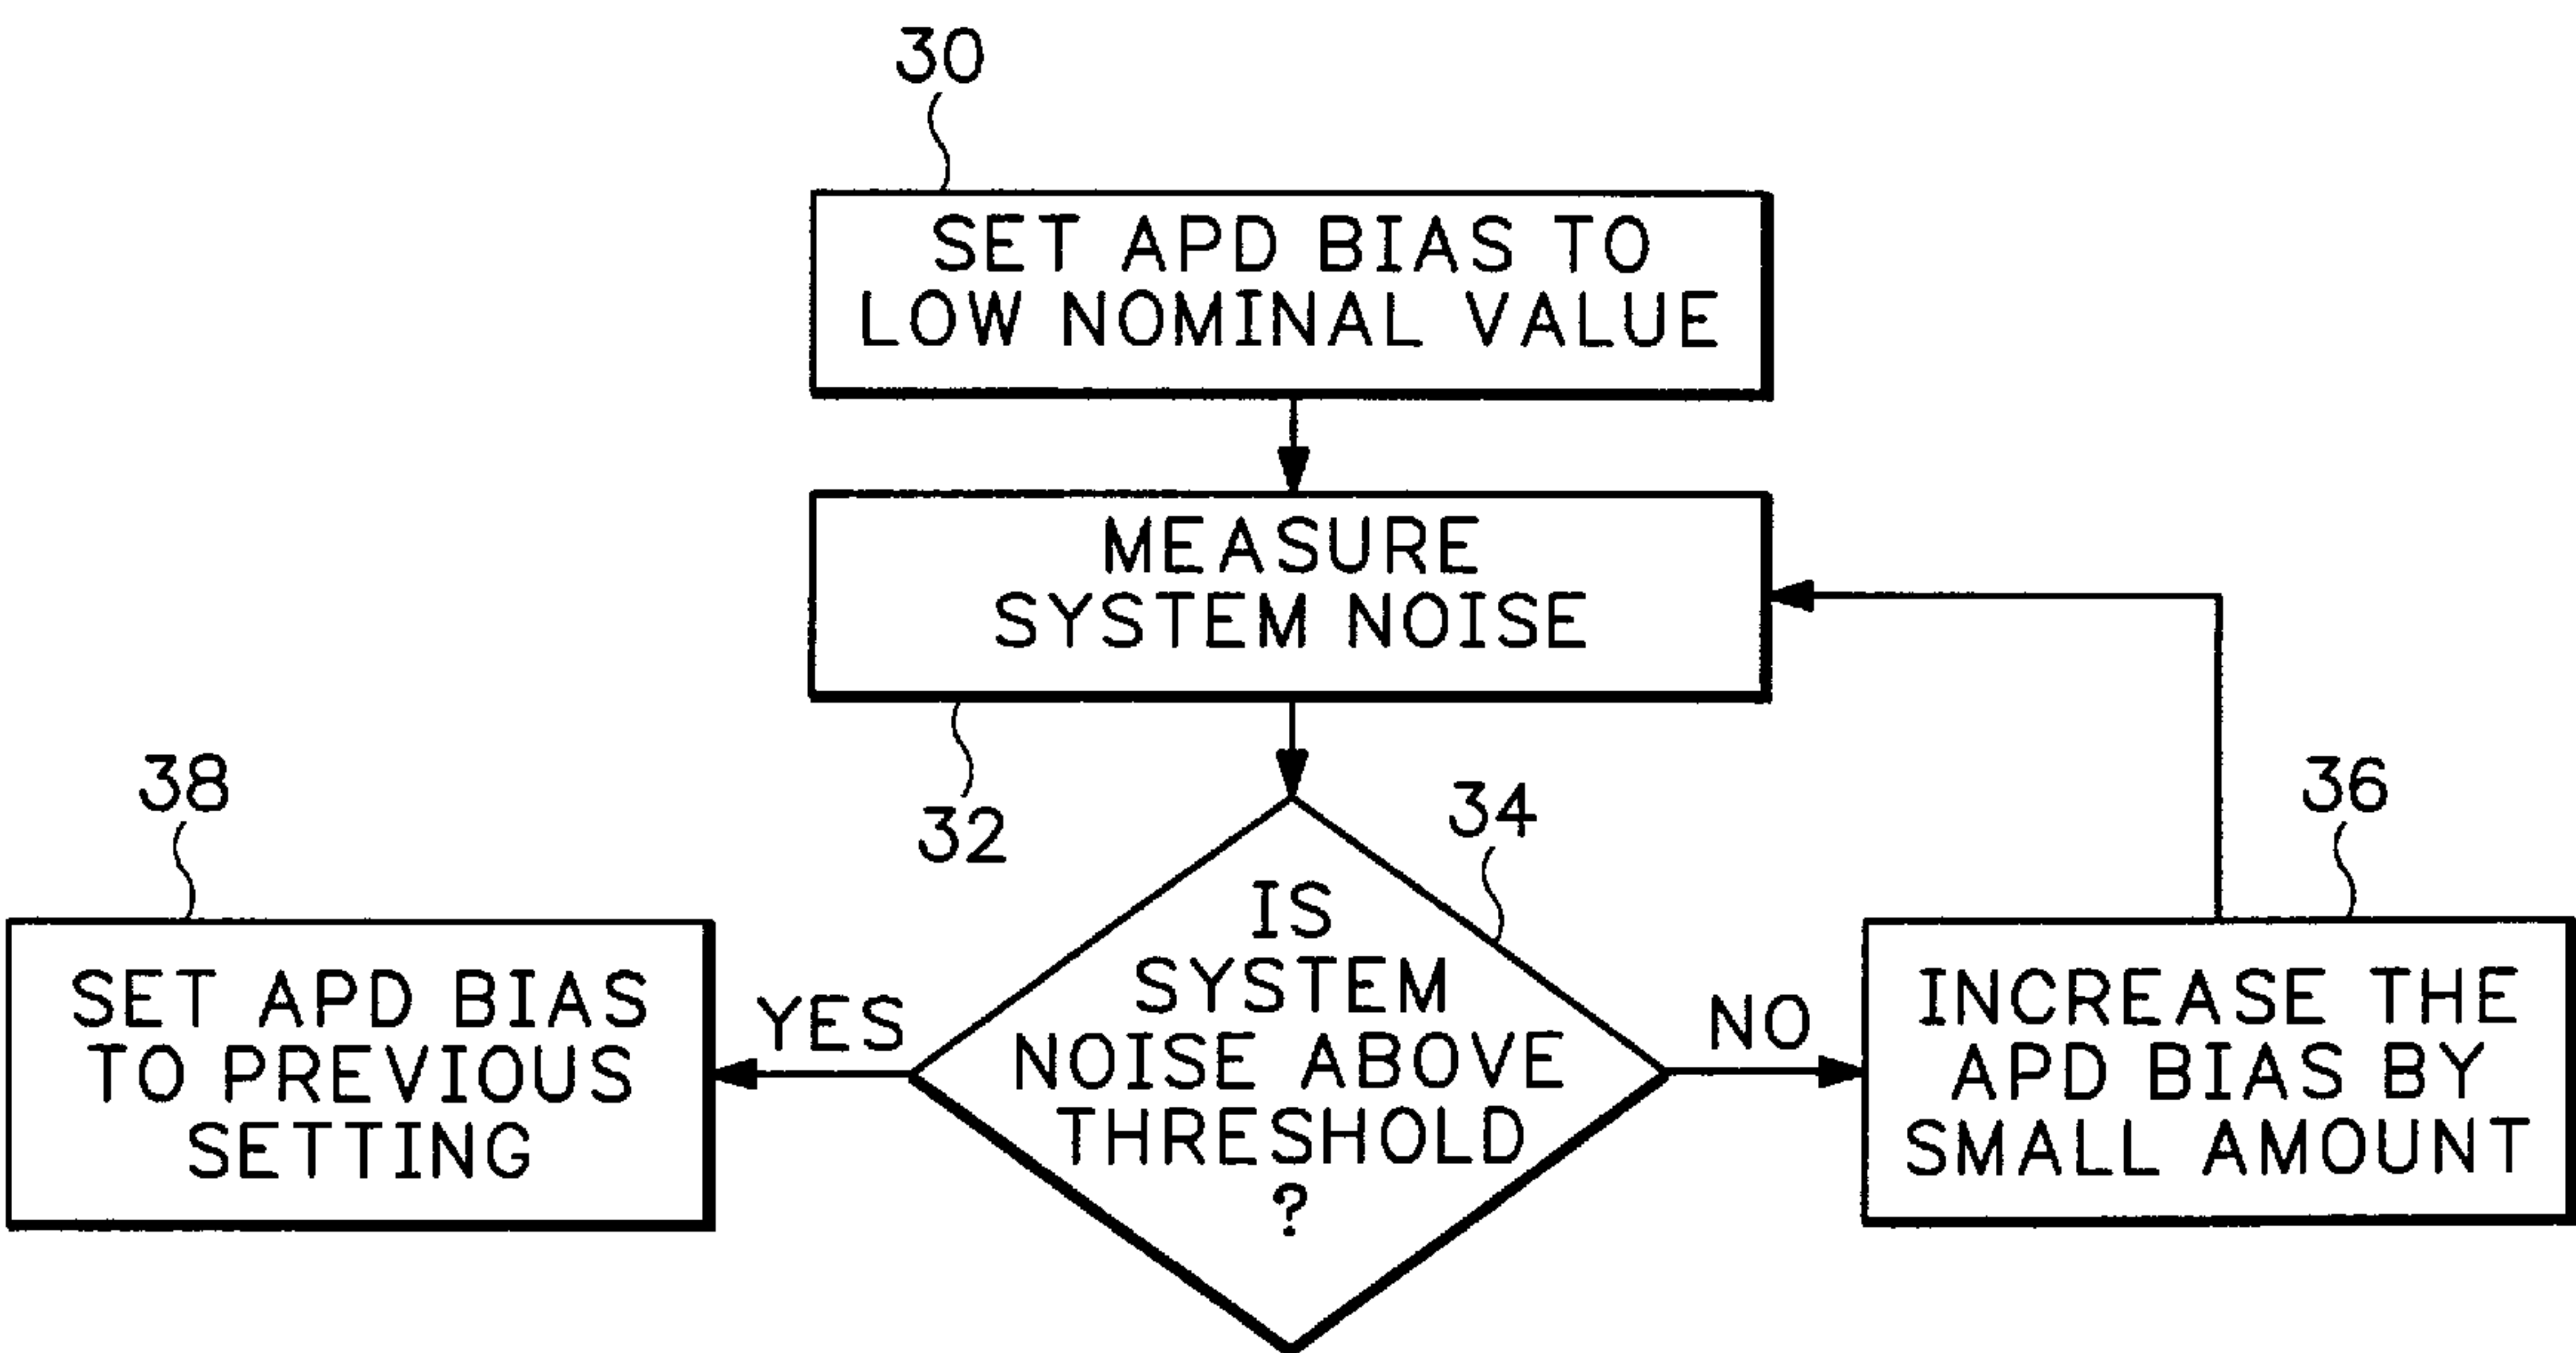 30
SET APD BIAS TO
LOW NOMINAL VALUE
MEASURE
SYSTEM NOISE
32
34
IS
SYSTEM
NOISE ABOVE
THRESHOLD
?
YES
NO
38
SET APD BIAS
TO PREVIOUS
SETTING
36
INCREASE THE
APD BIAS BY
SMALL AMOUNT